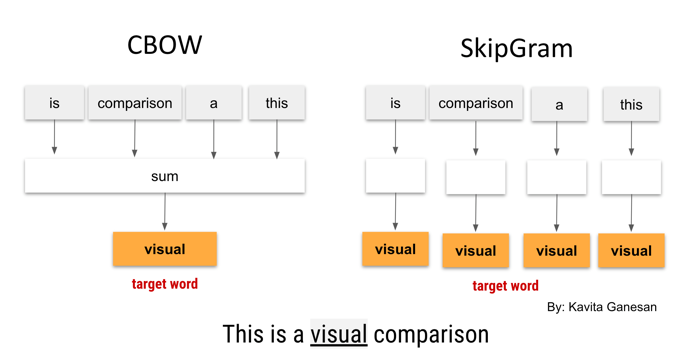 CBOW
SkipGram
is comparison a this
is comparison a this
sum
visual
visual visual visual visual
target word
target word
By: Kavita Ganesan
This is a visual comparison